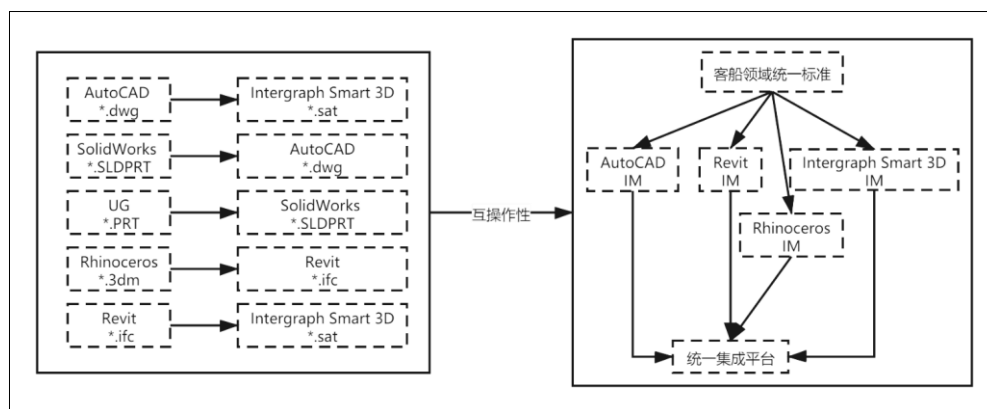 AutoCAD
*.dwg
Intergraph Smart 3D
*.sat
SolidWorks
*.SLDPRT
AutoCAD
*.dwg
UG
*.PRT
SolidWorks
*.SLDPRT
Rhinoceros
*.3dm
Revit
*.ifc
Revit
*.ifc
Intergraph Smart 3D
*.sat
互操作性
客船领域统一标准
AutoCAD
IM
Revit
IM
Intergraph Smart 3D
IM
Rhinoceros
IM
统一集成平台